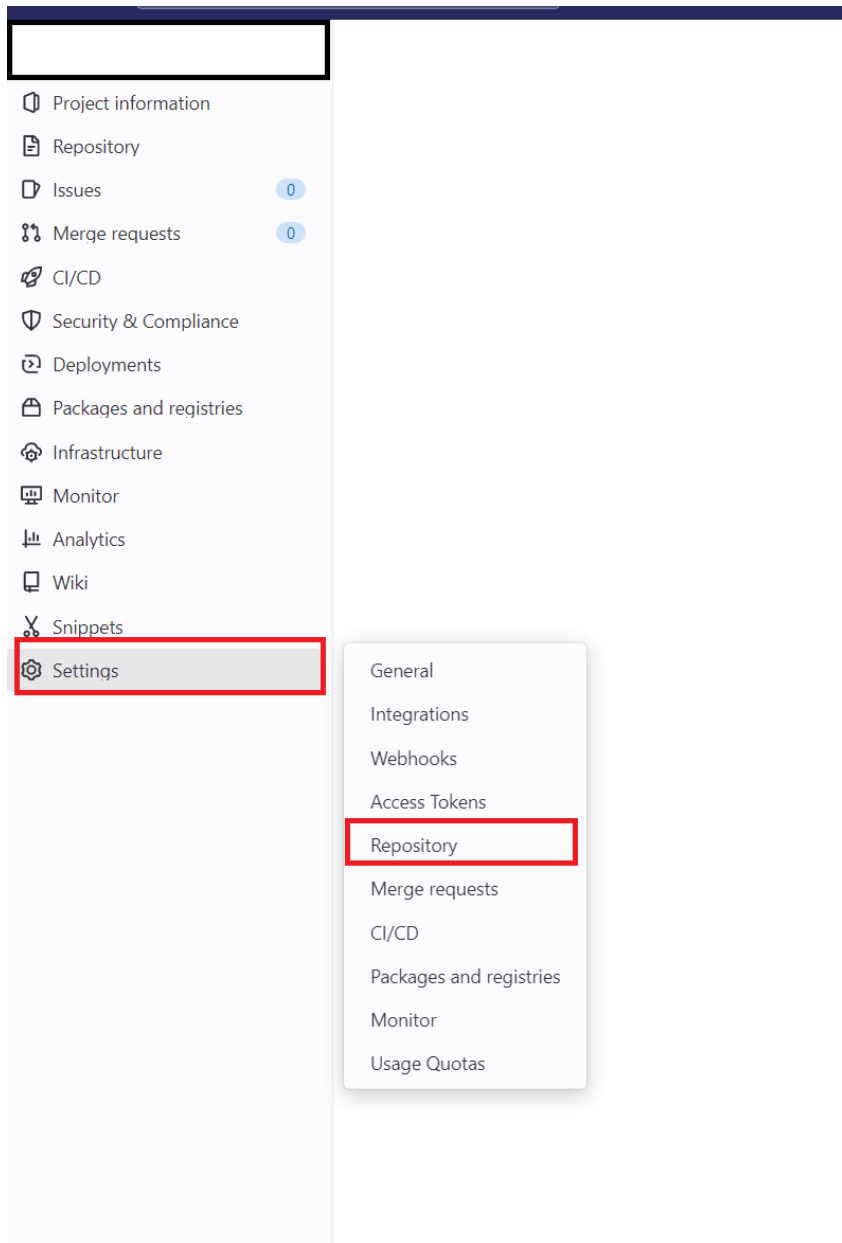 Project information
Repository
Issues 0
Merge requests 0
CI/CD
Security & Compliance
Deployments
Packages and registries
Infrastructure
Monitor
Analytics
Wiki
Snippets
Settings
General
Integrations
Webhooks
Access Tokens
Repository
Merge requests
CI/CD
Packages and registries
Monitor
Usage Quotas